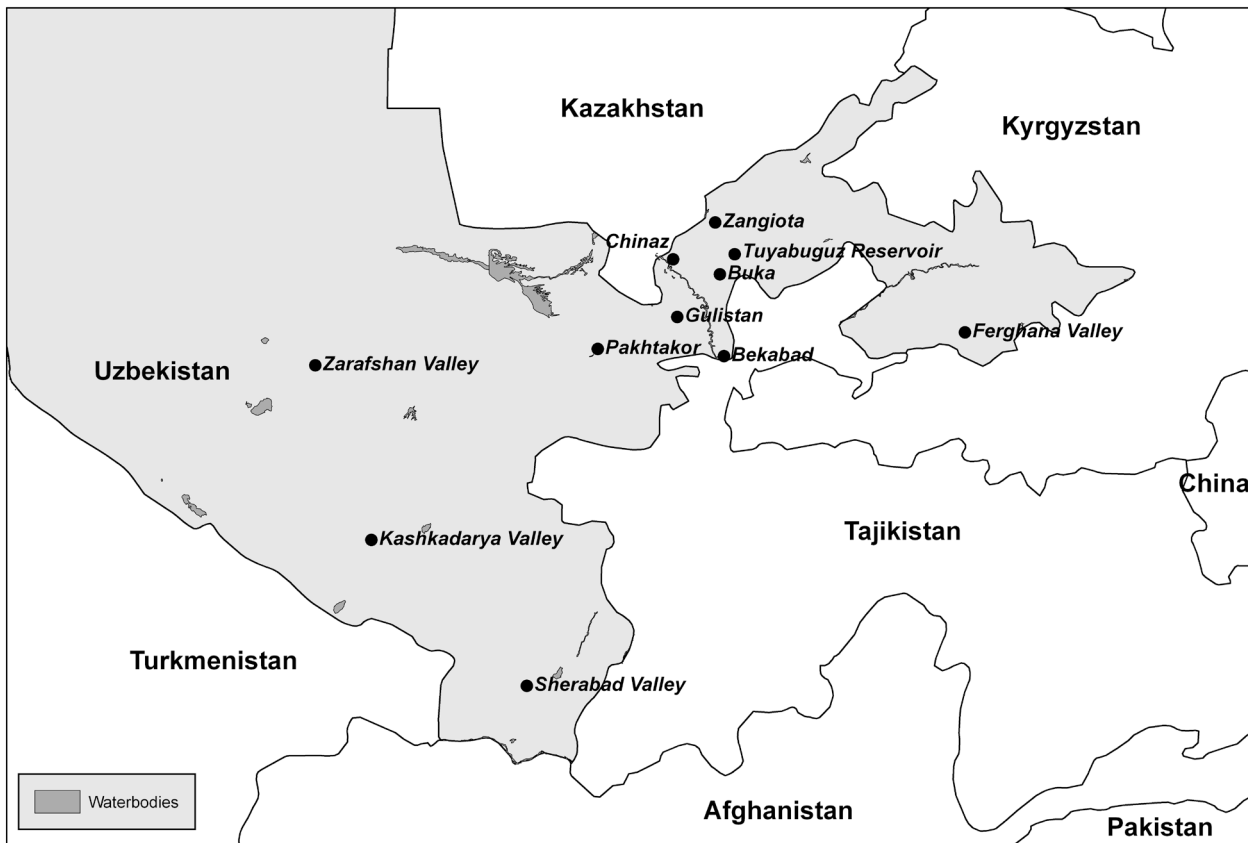 Kazakhstan
Kyrgyzstan
Zangiota
Chinaz
Tuyabuguz Reservoir
Buka
Gulistan
Ferghana Valley
Pakhtakor
Bekabad
Uzbekistan
Zarafshan Valley
China
Tajikistan
Kashkadarya Valley
Turkmenistan
Sherabad Valley
Waterbodies
Afghanistan
Pakistan